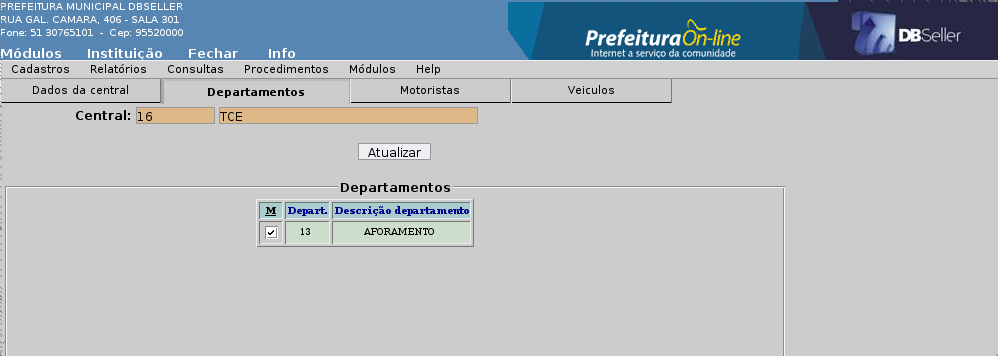 PREFEITURA MUNICIPAL DBSELLER
RUA GAL. CAMARA, 406 - SALA 301
Fone: 51 30765101 - Cep: 95520000
Módulos Instituição Fechar Info
Prefeitura On-line
Internet a serviço da comunidade
DBSeller
Cadastros Relatórios Consultas Procedimentos Módulos Help
Dados da central Departamentos Motoristas Veiculos
Central: 16 TCE
Atualizar
Departamentos
M Depart. Descrição departamento
13 AFORAMENTO